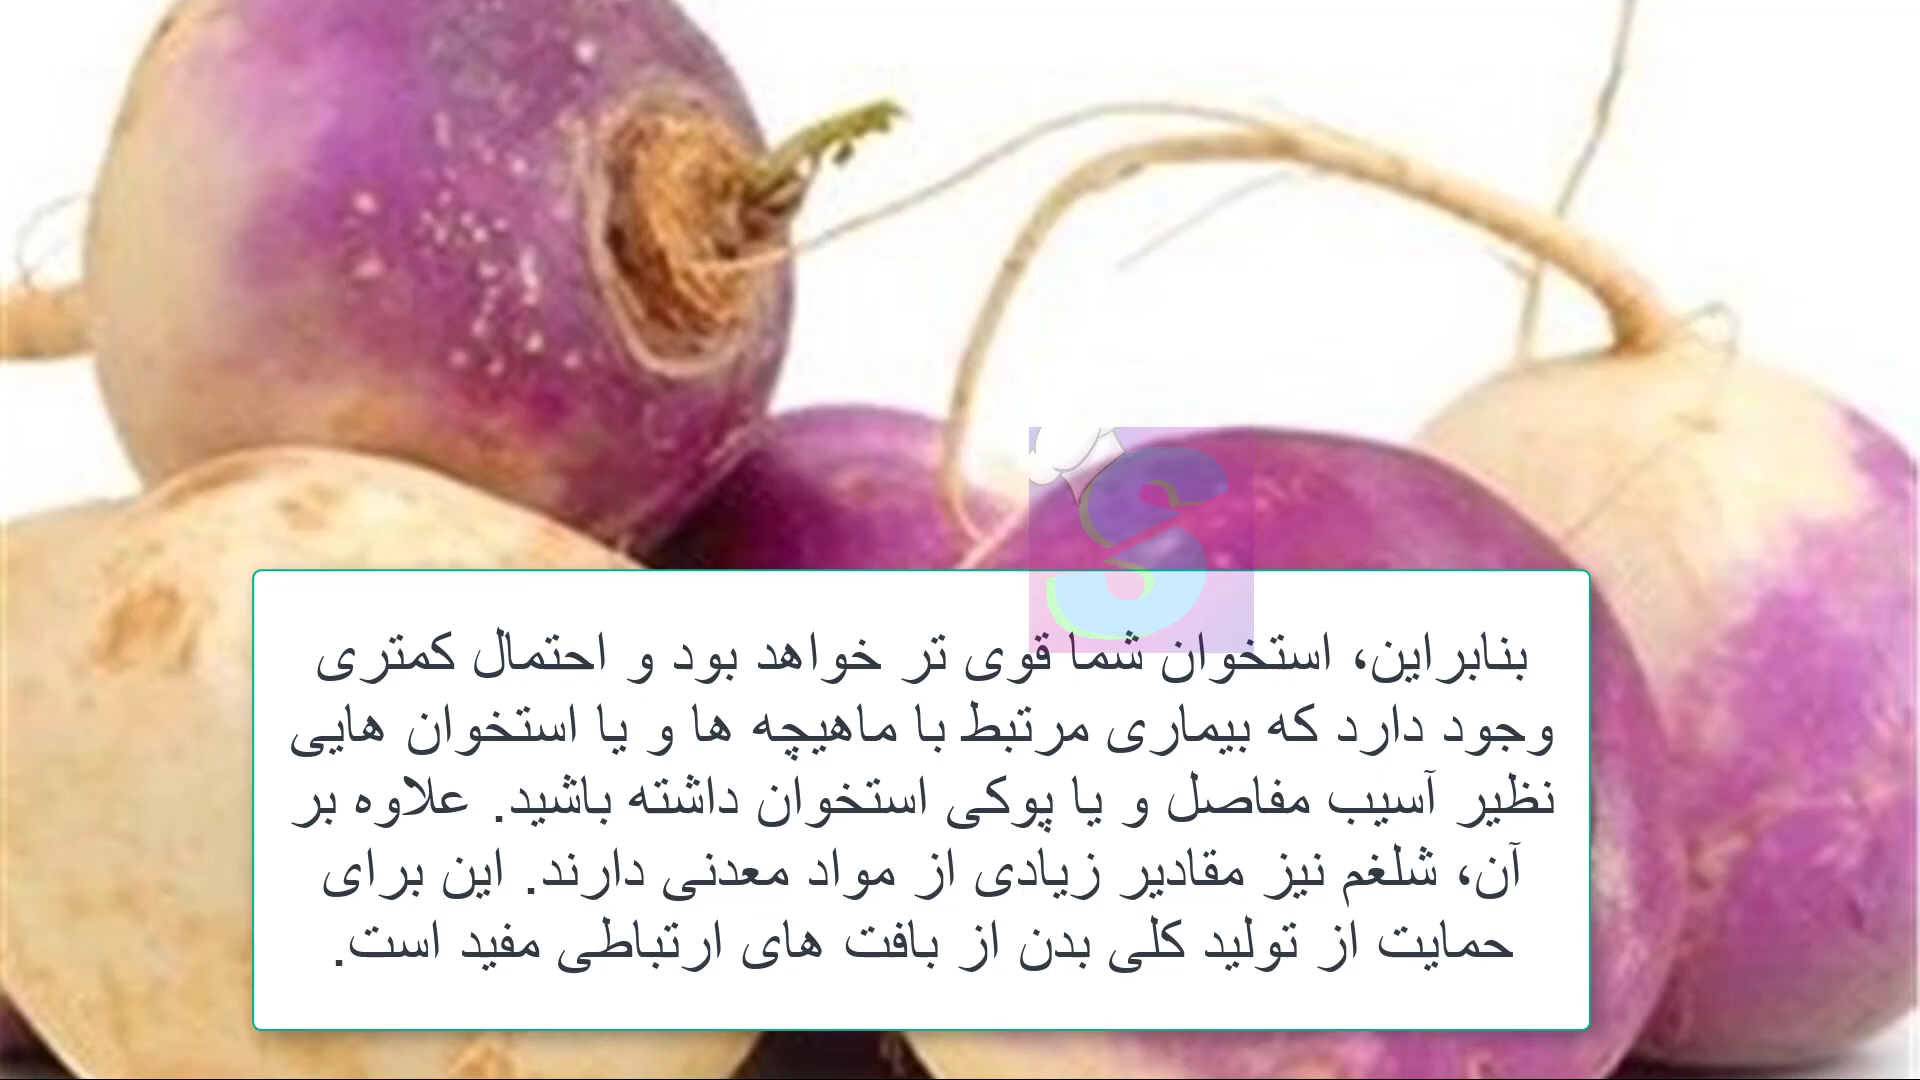 بنابراین، استخوان شما قوی تر خواهد بود و احتمال کمتری
وجود دارد که بیماری مرتبط با ماهیچه ها و یا استخوان هایی
نظیر آسیب مفاصل و یا پوکی استخوان داشته باشید. علاوه بر
آن، شلغم نیز مقادیر زیادی از مواد معدنی دارند. این برای
حمایت از تولید کلی بدن از بافت های ارتباطی مفید است.
S